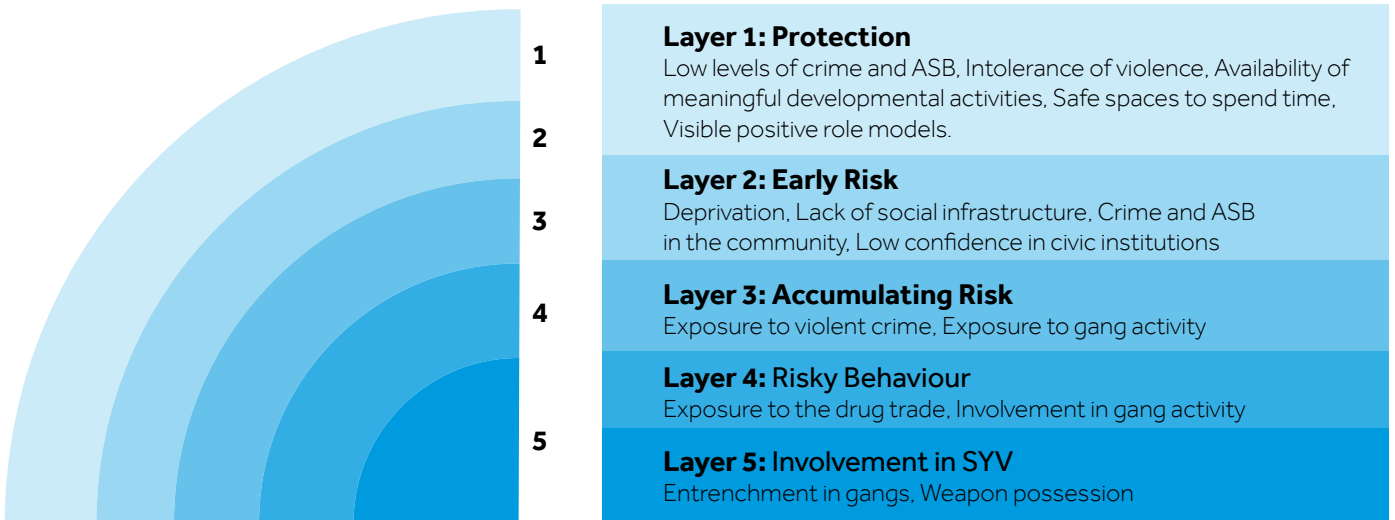 1
2
3
4
5
Layer 1: Protection
Low levels of crime and ASB, Intolerance of violence, Availability of
meaningful developmental activities, Safe spaces to spend time,
Visible positive role models.
Layer 2: Early Risk
Deprivation, Lack of social infrastructure, Crime and ASB
in the community, Low confidence in civic institutions
Layer 3: Accumulating Risk
Exposure to violent crime, Exposure to gang activity
Layer 4: Risky Behaviour
Exposure to the drug trade, Involvement in gang activity
Layer 5: Involvement in SYV
Entrenchment in gangs, Weapon possession